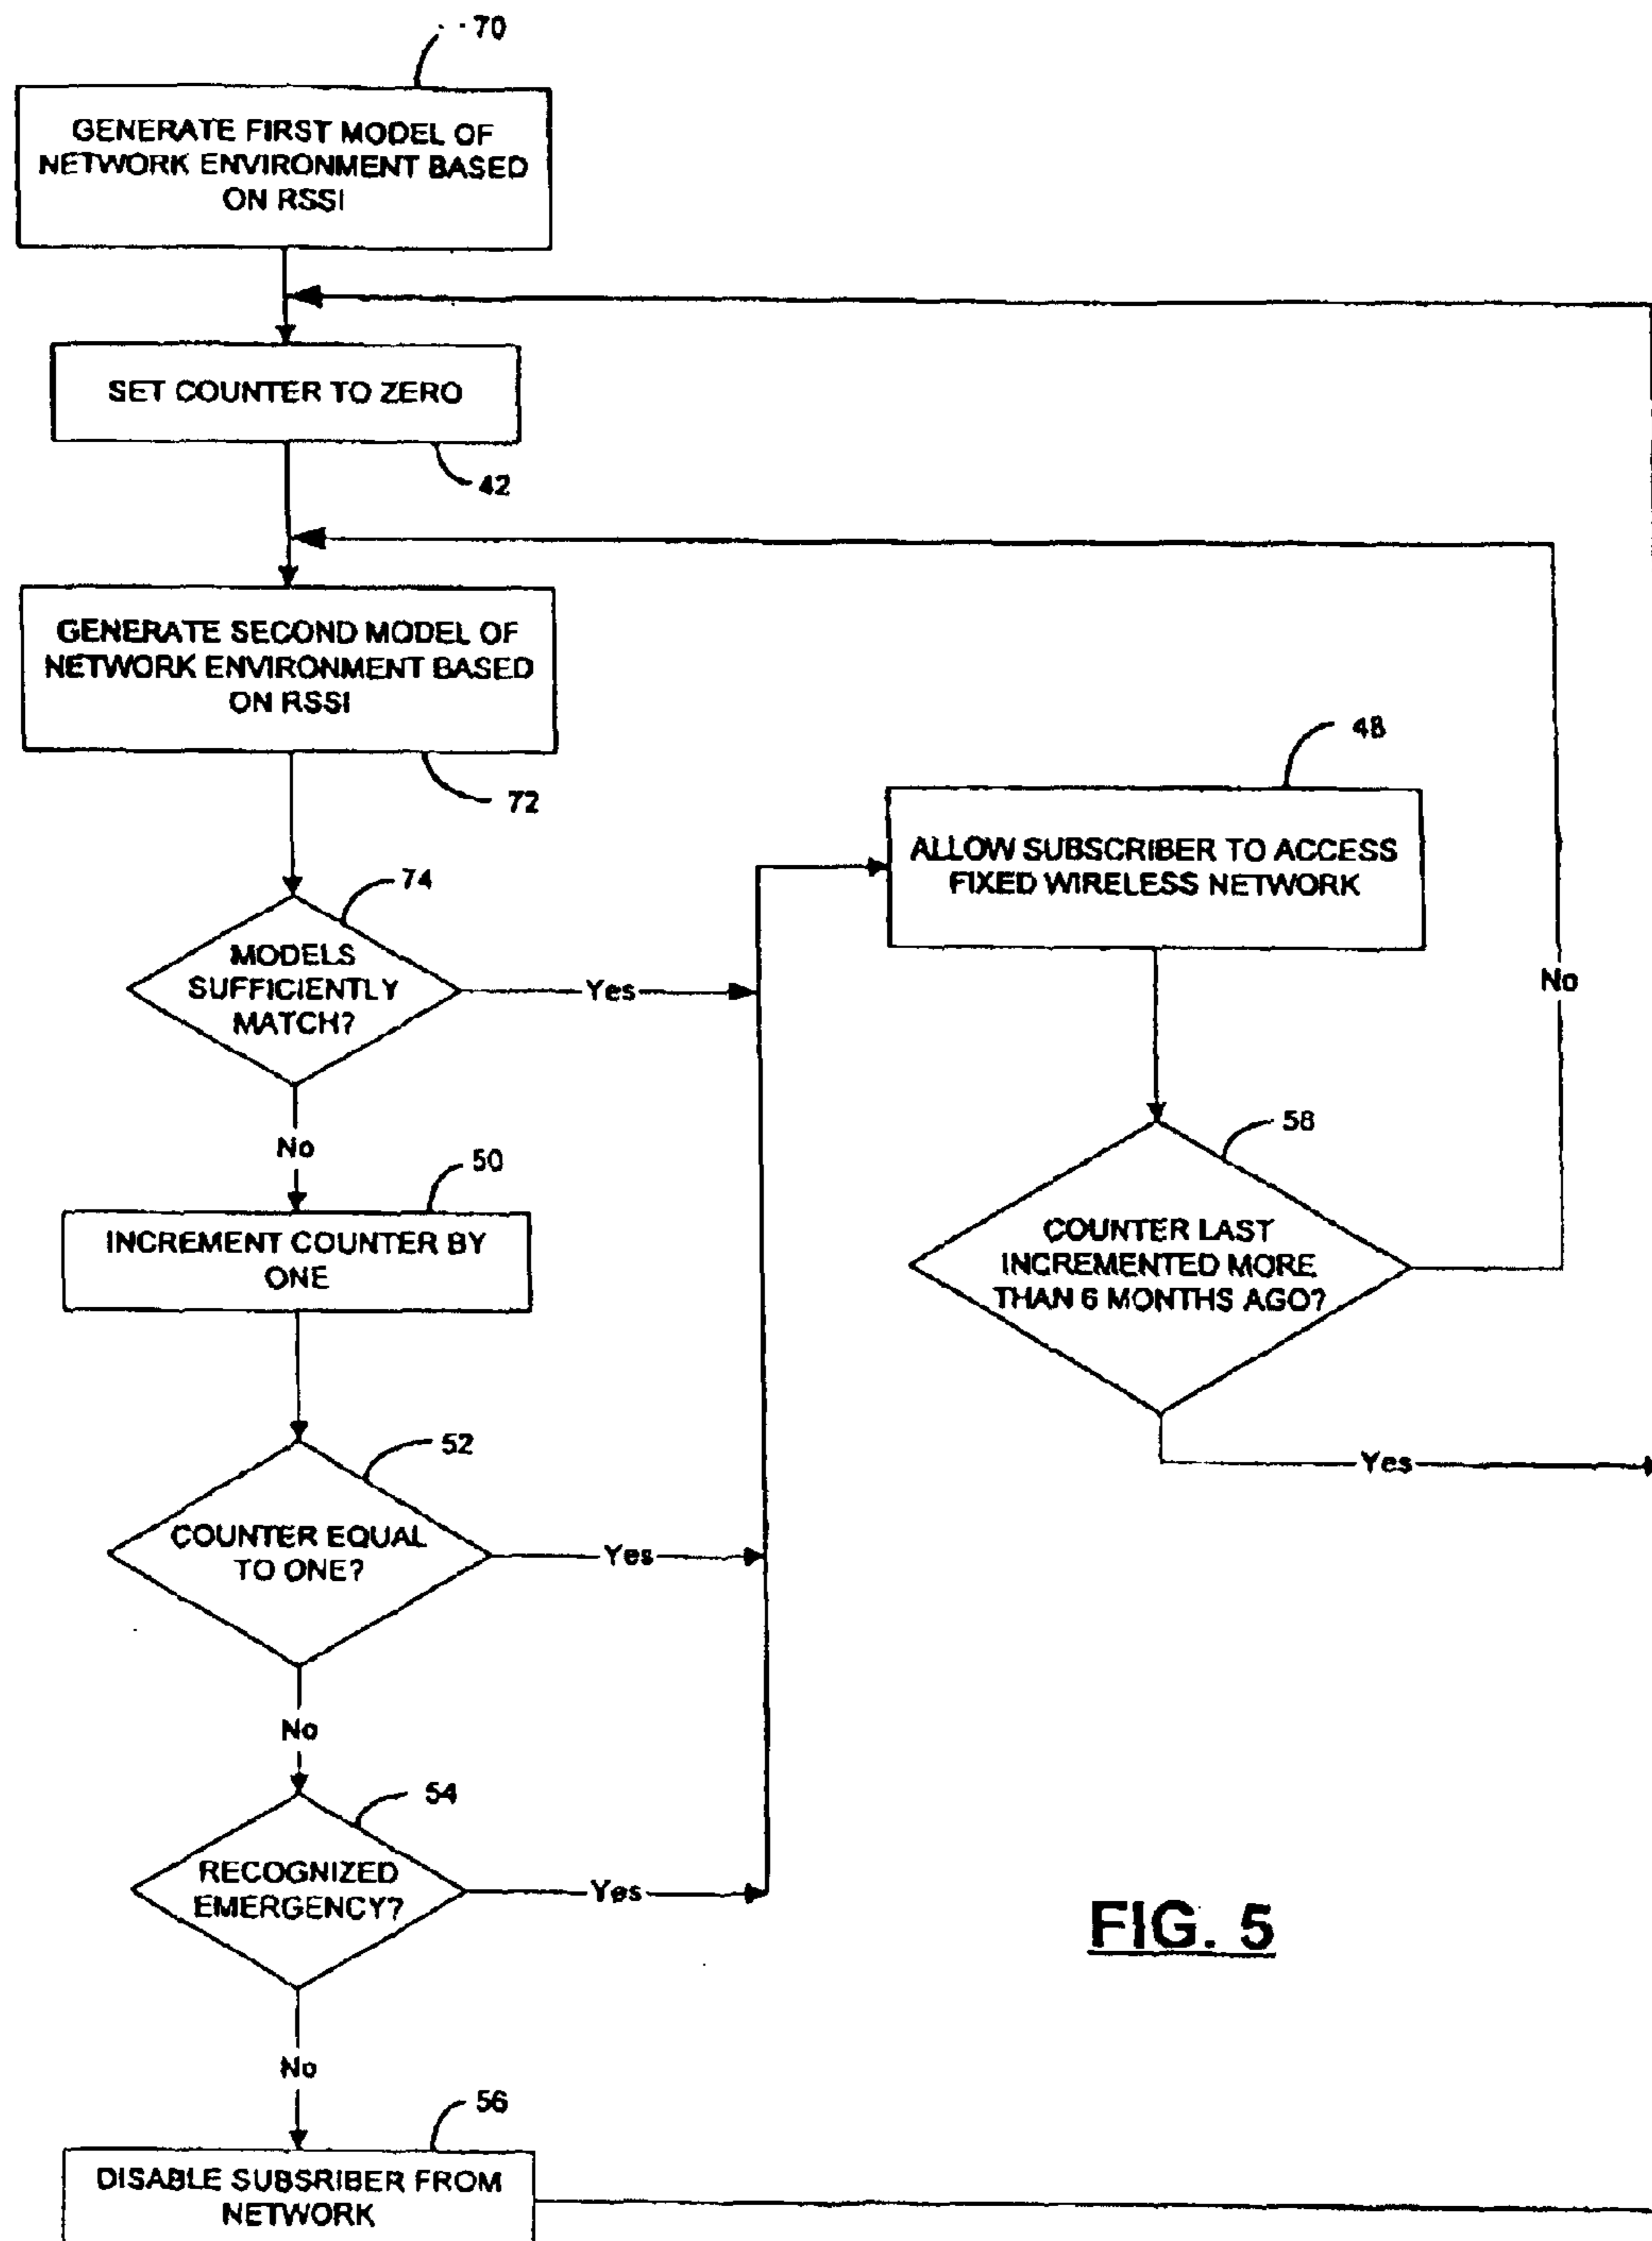 70
GENERATE FIRST MODEL OF
NETWORK ENVIRONMENT BASED
ON RSSI
SET COUNTER TO ZERO
42
GENERATE SECOND MODEL OF
NETWORK ENVIRONMENT BASED
ON RSSI
72
74
MODELS
SUFFICIENTLY
MATCH?
Yes
No
50
INCREMENT COUNTER BY
ONE
52
COUNTER EQUAL
TO ONE?
Yes
No
54
RECOGNIZED
EMERGENCY?
Yes
No
56
DISABLE SUBSRIBER FROM
NETWORK
48
ALLOW SUBSCRIBER TO ACCESS
FIXED WIRELESS NETWORK
58
COUNTER LAST
INCREMENTED MORE
THAN 6 MONTHS AGO?
No
Yes
FIG. 5